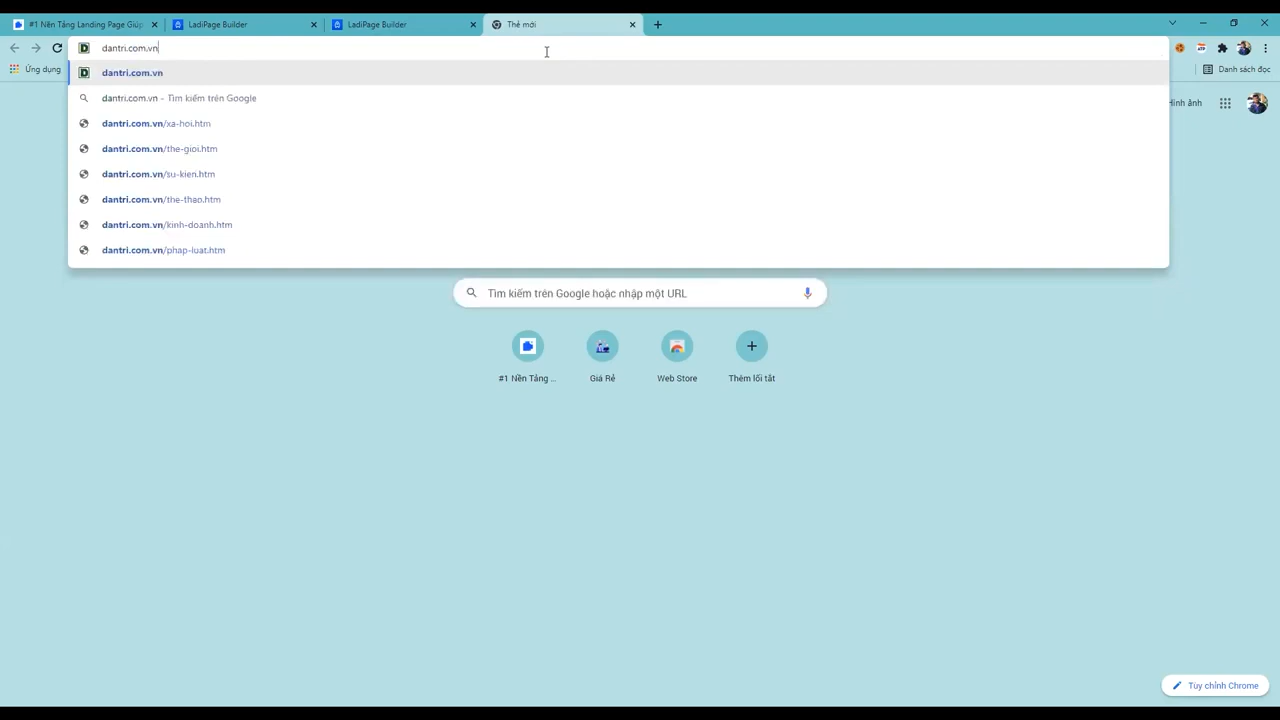 #1 Nền Tảng Landing Page Giúp
LadiPage Builder
LadiPage Builder
Thẻ mới
dantri.com.vn
Ứng dụng
Danh sách đọc
dantri.com.vn
dantri.com.vn - Tìm kiếm trên Google
dantri.com.vn/xa-hoi.htm
dantri.com.vn/the-gioi.htm
dantri.com.vn/su-kien.htm
dantri.com.vn/the-thao.htm
dantri.com.vn/kinh-doanh.htm
dantri.com.vn/phap-luat.htm
Hình ảnh
Tìm kiếm trên Google hoặc nhập một URL
#1 Nền Tảng ...
Giá Rẻ
Web Store
Thêm lối tắt
Tùy chỉnh Chrome